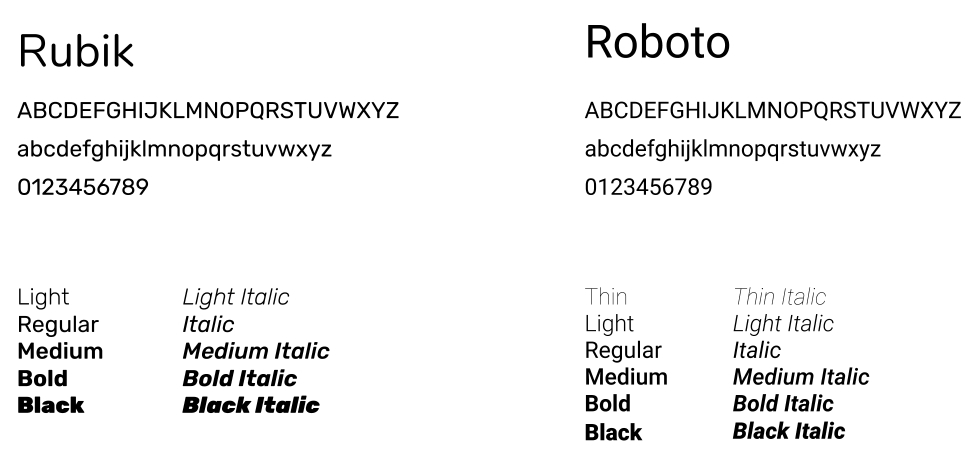 Rubik
ABCDEFGHIJKLMNOPQRSTUVWXYZ
abcdefghijklmnopqrstuvwxyz
0123456789
Light Light Italic
Regular Italic
Medium Medium Italic
Bold Bold Italic
Black Black Italic
Roboto
ABCDEFGHIJKLMNOPQRSTUVWXYZ
abcdefghijklmnopqrstuvwxyz
0123456789
Thin Thin Italic
Light Light Italic
Regular Italic
Medium Medium Italic
Bold Bold Italic
Black Black Italic